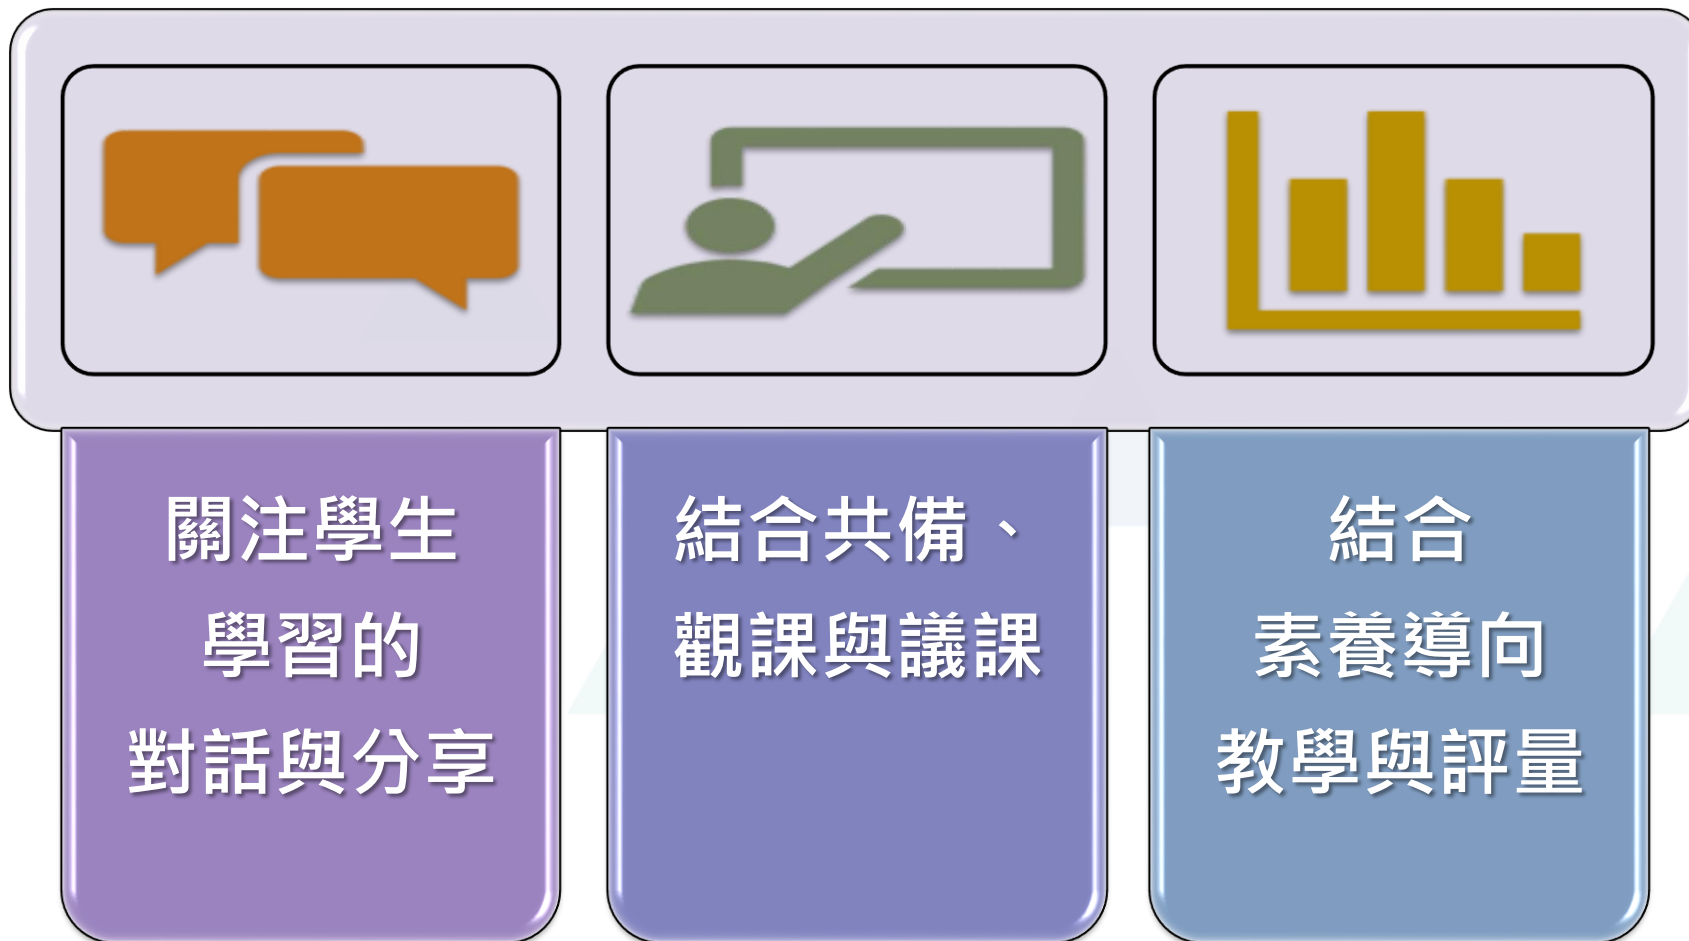 關注學生
學習的
對話與分享
結合共備、
觀課與議課
結合
素養導向
教學與評量